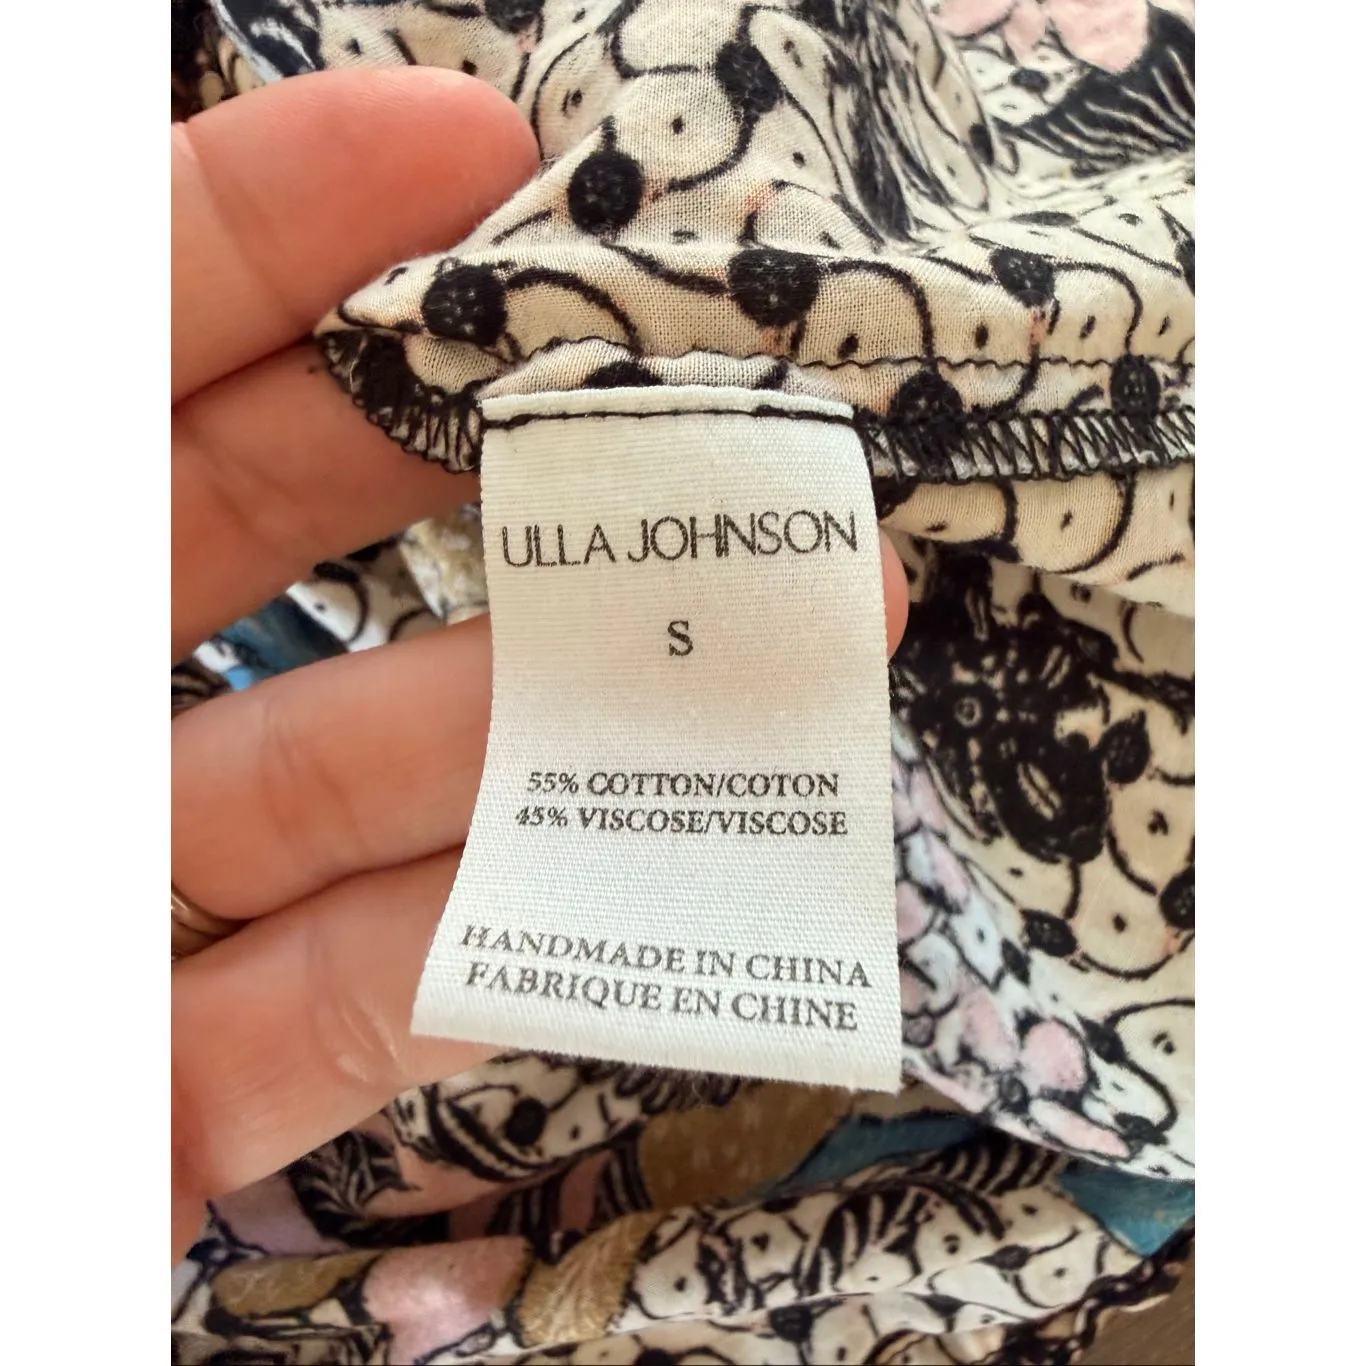 ULLA JOHNSON
S
55% COTTON/COTON
45% VISCOSE/VISCOSE
HANDMADE IN CHINA
FABRIQUE EN CHINE